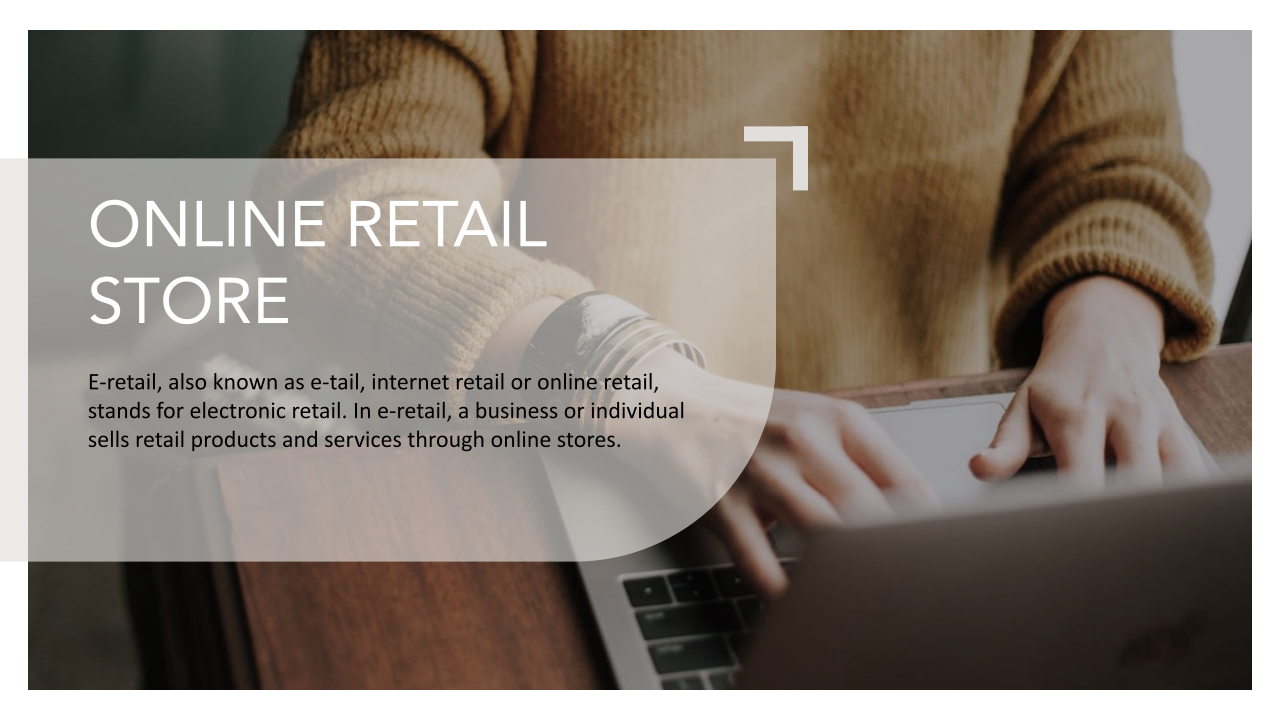 ONLINE RETAIL
STORE
E-retail, also known as e-tail, internet retail or online retail,
stands for electronic retail. In e-retail, a business or individual
sells retail products and services through online stores.